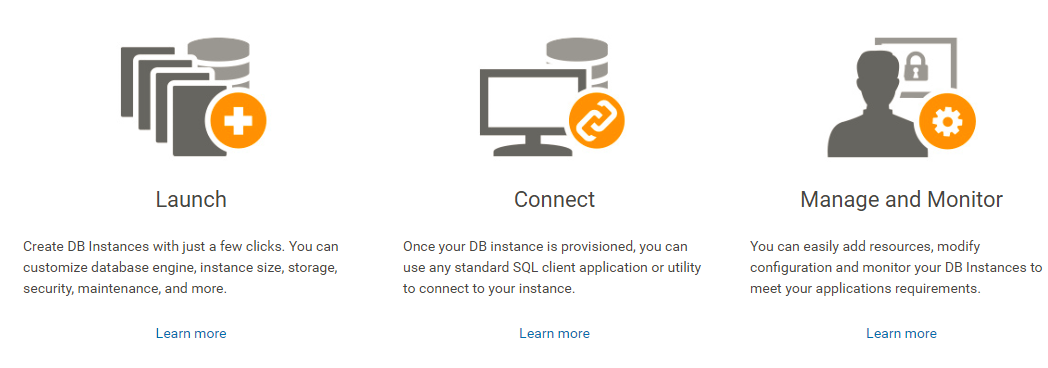 Launch
Create DB Instances with just a few clicks. You can
customize database engine, instance size, storage,
security, maintenance, and more.
Learn more
Connect
Once your DB instance is provisioned, you can
use any standard SQL client application or utility
to connect to your instance.
Learn more
Manage and Monitor
You can easily add resources, modify
configuration and monitor your DB Instances to
meet your applications requirements.
Learn more